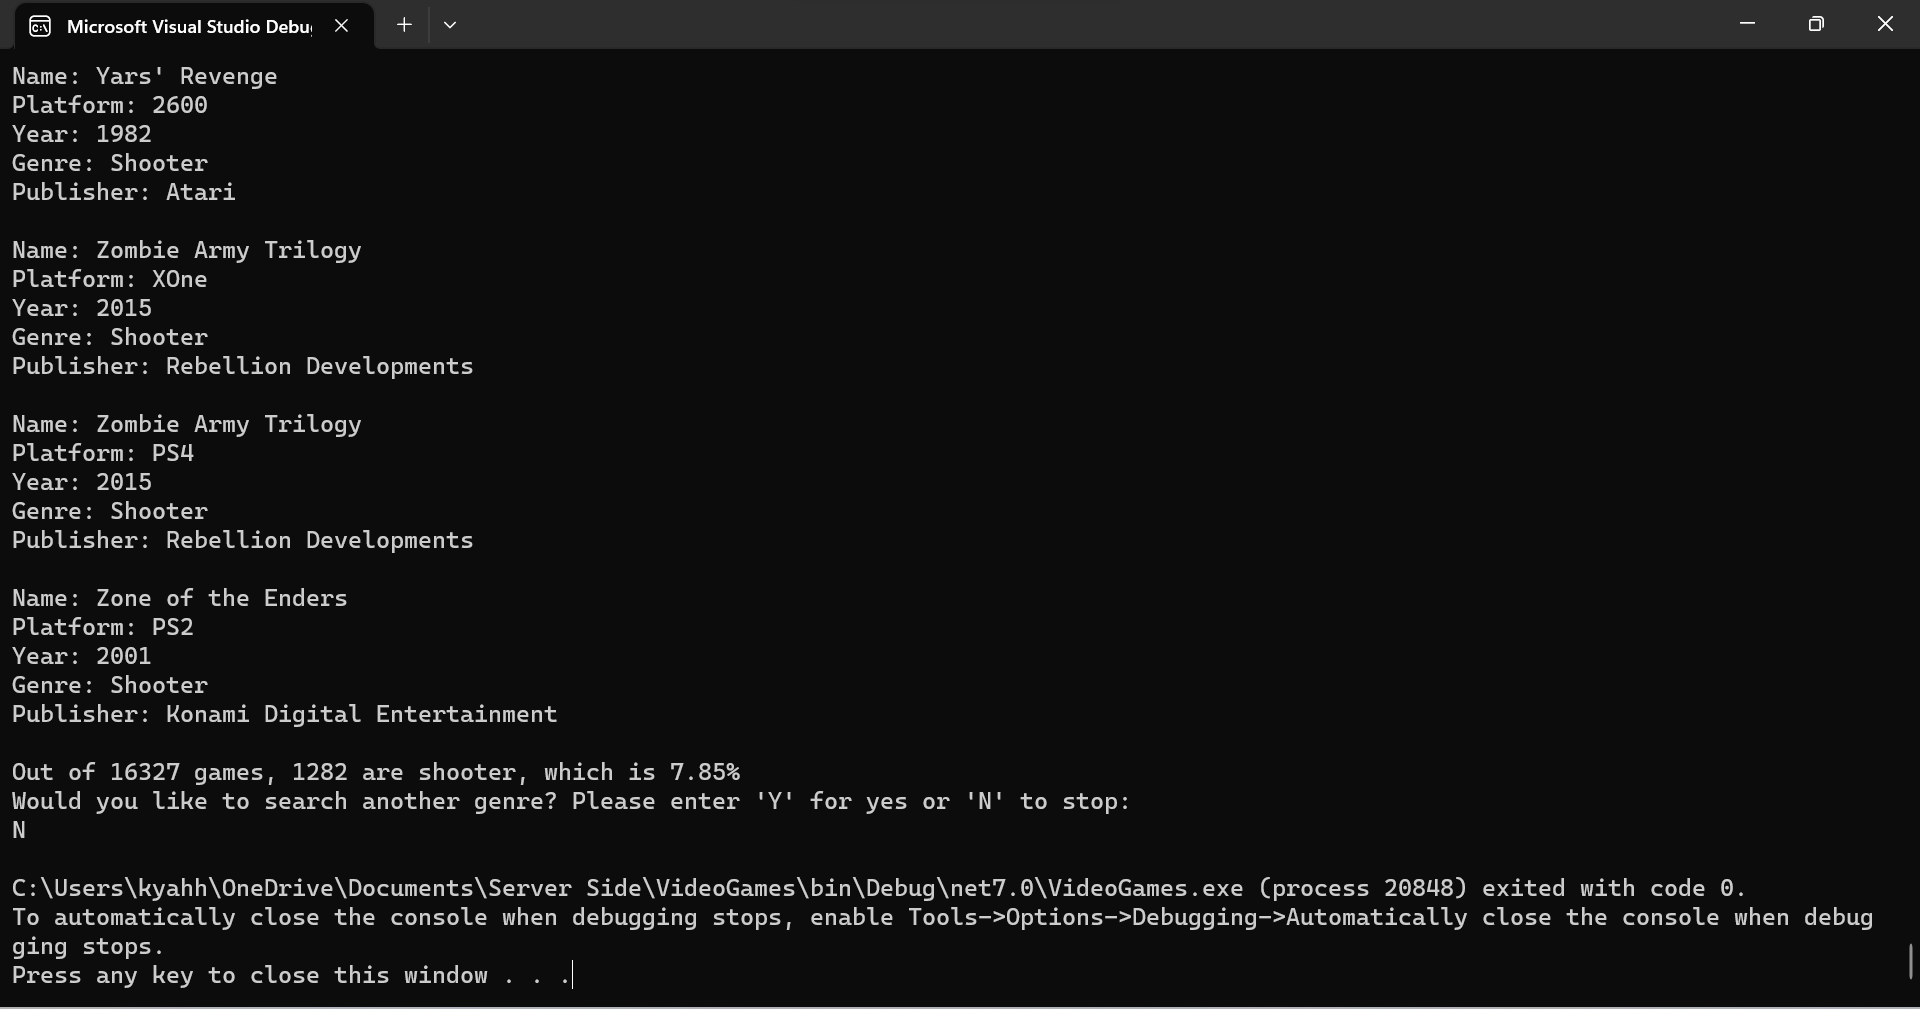 Microsoft Visual Studio Debu
Name: Yars' Revenge
Platform: 2600
Year: 1982
Genre: Shooter
Publisher: Atari
Name: Zombie Army Trilogy
Platform: XOne
Year: 2015
Genre: Shooter
Publisher: Rebellion Developments
Name: Zombie Army Trilogy
Platform: PS4
Year: 2015
Genre: Shooter
Publisher: Rebellion Developments
Name: Zone of the Enders
Platform: PS2
Year: 2001
Genre: Shooter
Publisher: Konami Digital Entertainment
Out of 16327 games, 1282 are shooter, which is 7.85%
Would you like to search another genre? Please enter 'Y' for yes or 'N' to stop:
N
C:\Users\kyahh\OneDrive\Documents\Server Side\VideoGames\bin\Debug\net7.0\VideoGames.exe (process 20848) exited with code 0.
To automatically close the console when debugging stops, enable Tools->Options->Debugging->Automatically close the console when debug
ging stops.
Press any key to close this window . . .